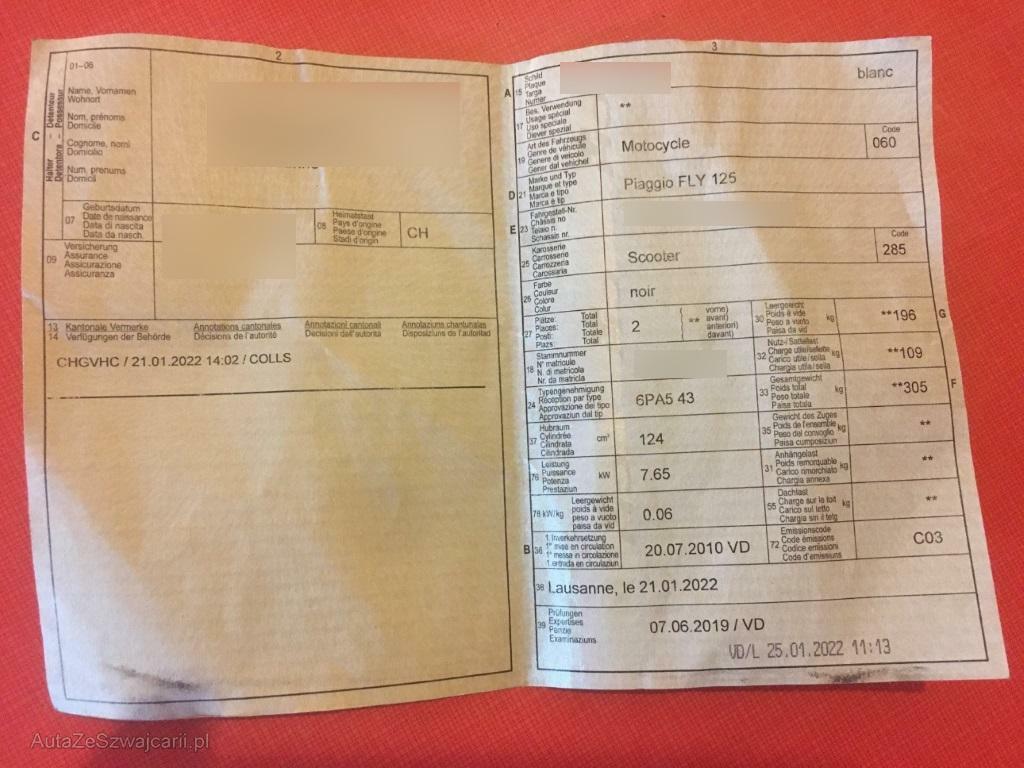 2
01-06
Halter - Détenteur
Detentore - Possessur
C
Name, Vornamen
Wohnort
Nom, prénoms
Domicile
Cognome, nomi
Domicilio
Num, prenums
Domicil
07
Geburtsdatum
Date de naissance
Data di nascita
Data da nasch.
08
Heimatstaat
Pays d'origine
Paese d'origine
Stadi d'origin
CH
09
Versicherung
Assurance
Assicurazione
Assicuranza
13
14
Kantonale Vermerke
Verfügungen der Behörde
Annotations cantonales
Décisions de l'autorité
Annotazioni cantonali
Decisioni dell'autorità
Annotaziuns chantunalas
Disposiziuns da l'autoritad
CHGVHC / 21.01.2022 14:02 / COLLS
3
A 15
Schild
Plaque
Targa
Numer
blanc
17
Bes. Verwendung
Usage spécial
Uso speciale
Diever spezial
**
19
Art des Fahrzeugs
Genre de véhicule
Genere di veicolo
Gener dal vehichel
Motocycle
Code
060
D 21
Marke und Typ
Marque et type
Marca e tipo
Marca e tip
Piaggio FLY 125
E 23
Fahrgestell-Nr.
Châssis no
Telaio n.
Schassis nr.
25
Karosserie
Carrosserie
Carrozzeria
Carossaria
Scooter
Code
285
26
Farbe
Couleur
Colore
Colur
noir
27
Plätze: Total
Places: Total
Posti: Totale
Plazs: Total
2
( ** vorne)
avant)
anteriori)
davant)
30
Leergewicht
Poids à vide
Peso a vuoto
Paisa da vid
kg
**196
G
18
Stammnummer
N° matricule
N. di matricola
Nr. da matricla
32
Nutz-/ Sattellast
Charge utile/sellette
Carico utile/sella
Chargia utila/sella
kg
**109
24
Typengenehmigung
Réception par type
Approvazione del tipo
Approvaziun dal tip
6PA5 43
33
Gesamtgewicht
Poids total
Peso totale
Paisa totala
kg
**305
F
37
Hubraum
Cylindrée
Cilindrata
Cilindrada
cm³
124
35
Gewicht des Zuges
Poids de l'ensemble
Peso del convoglio
Paisa cumposiziun
kg
**
76
Leistung
Puissance
Potenza
Prestaziun
kW
7.65
31
Anhängelast
Poids remorquable
Carico rimorchiato
Chargia annexa
kg
**
78 kW/kg
Leergewicht
poids à vide
peso a vuoto
paisa da vid
0.06
55
Dachlast
Charge sur le toit
Carico sul tetto
Chargia sin il tetg
kg
**
B 36
1. Inverkehrsetzung
1re mise en circulation
1a messa in circolazione
1. entrada en circulaziun
20.07.2010 VD
72
Emissionscode
Code émissions
Codice emissioni
Code d'emissiuns
C03
38
Lausanne, le 21.01.2022
39
Prüfungen
Expertises
Perizie
Examinaziuns
07.06.2019 / VD
VD/L 25.01.2022 11:13
AutaZeSzwajcarii.pl